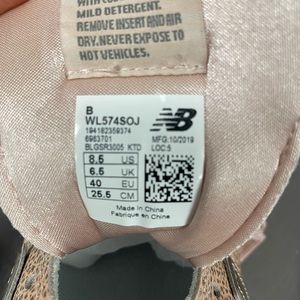 MILD DETERGENT.
REMOVE INSERT AND AIR
DRY. NEVER EXPOSE TO
HOT VEHICLES.
B
WL574SOJ
194182359374
6963701
BLGSR3005 KTD
NB
MFG:10/2019
LOC:5
8.5 US
6.5 UK
40 EU
25.5 CM
Made in China
Fabrique en Chine